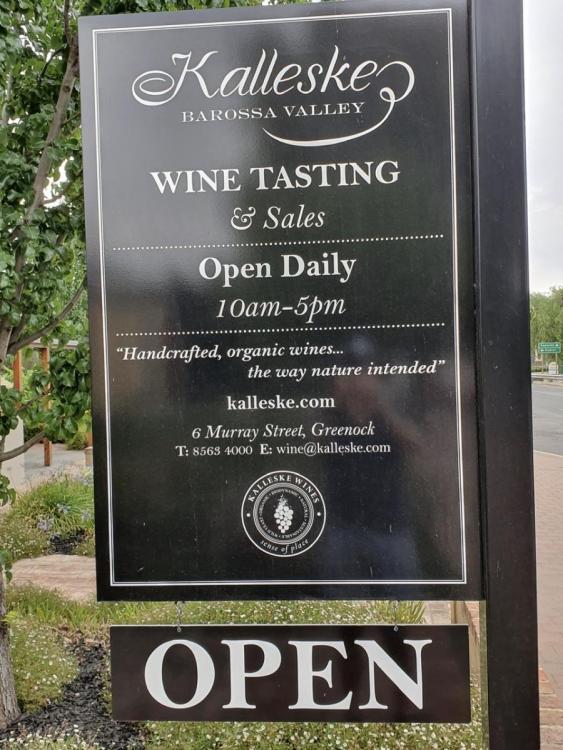 Kalleske
BAROSSA VALLEY
WINE TASTING
& Sales
Open Daily
10am–5pm
“Handcrafted, organic wines...
the way nature intended”
kalleske.com
6 Murray Street, Greenock
T: 8563 4000 E: wine@kalleske.com
KALLESKE WINES
sense of place
OPEN